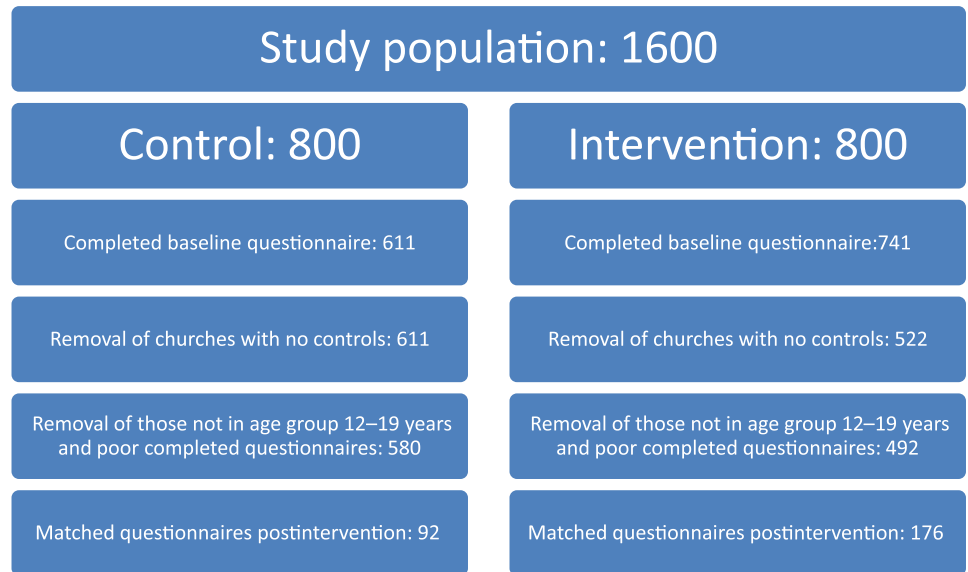 Study population: 1600
Control: 800
Intervention: 800
Completed baseline questionnaire: 611
Completed baseline questionnaire:741
Removal of churches with no controls: 611
Removal of churches with no controls: 522
Removal of those not in age group 12–19 years
and poor completed questionnaires: 580
Removal of those not in age group 12–19 years
and poor completed questionnaires: 492
Matched questionnaires postintervention: 92
Matched questionnaires postintervention: 176